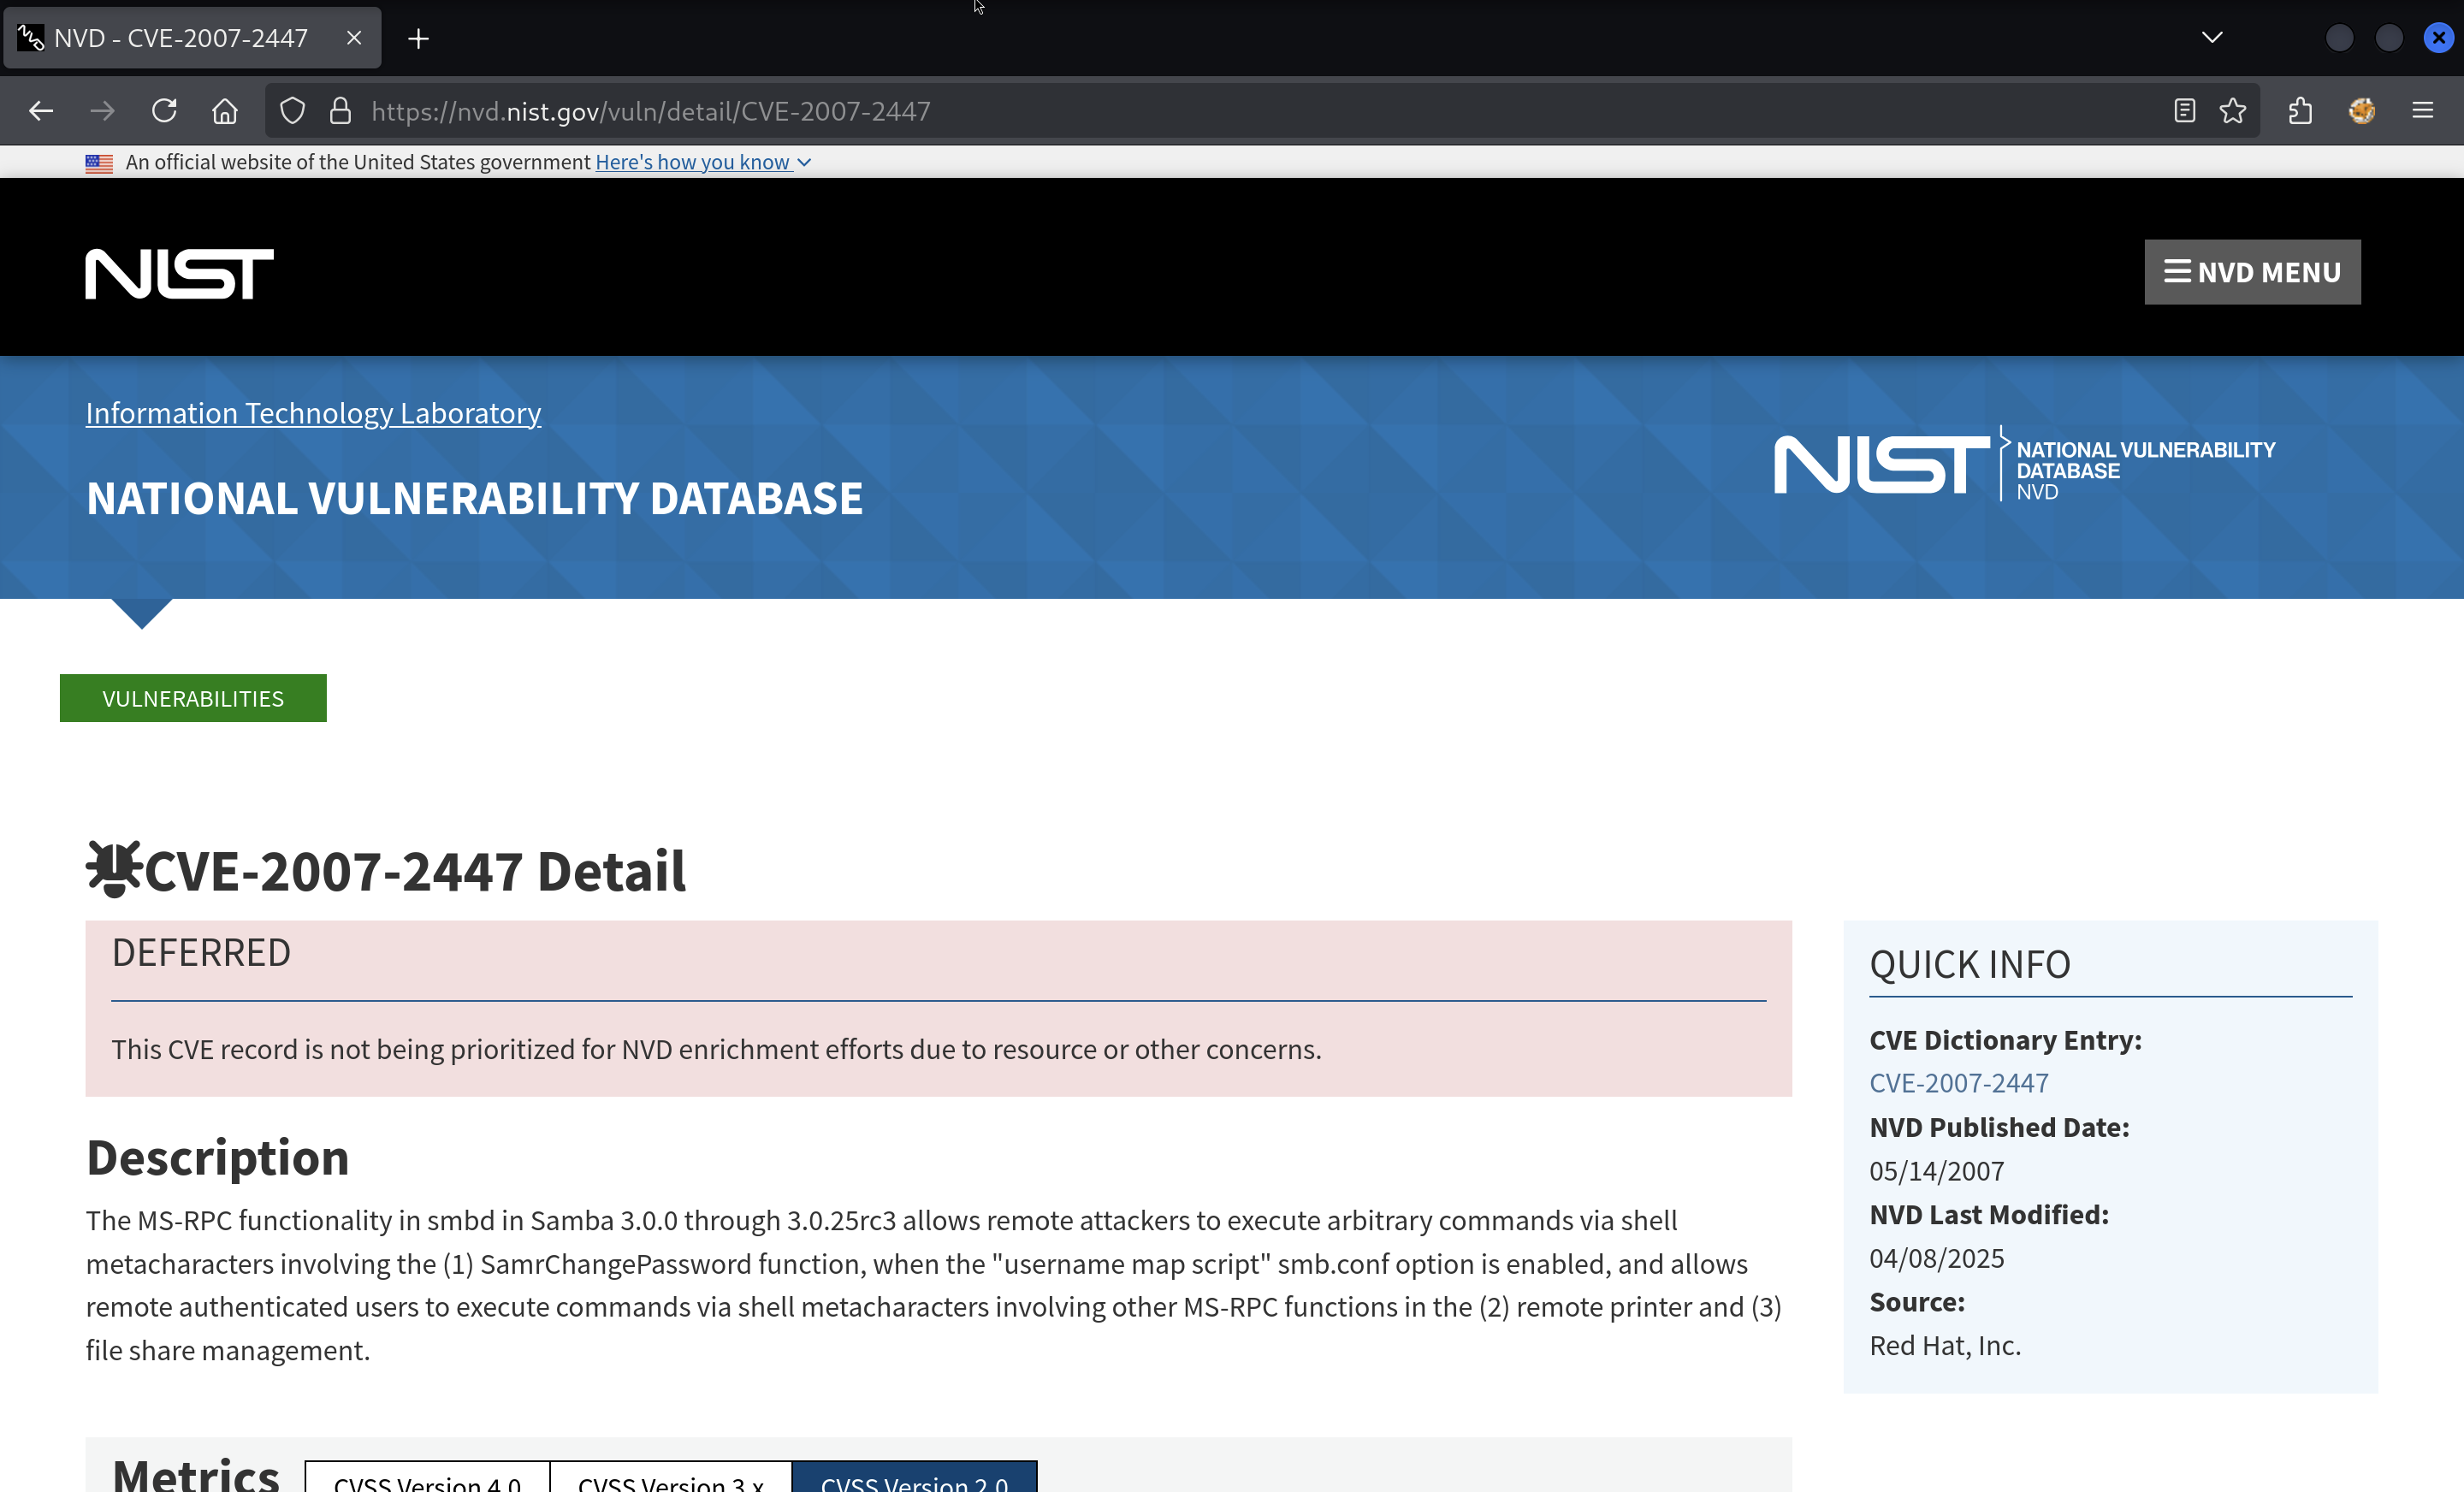 NVD - CVE-2007-2447
https://nvd.nist.gov/vuln/detail/CVE-2007-2447
An official website of the United States government Here's how you know
NIST
NVD MENU
Information Technology Laboratory
NATIONAL VULNERABILITY DATABASE
NIST
NATIONAL VULNERABILITY
DATABASE
NVD
VULNERABILITIES
CVE-2007-2447 Detail
DEFERRED
This CVE record is not being prioritized for NVD enrichment efforts due to resource or other concerns.
Description
The MS-RPC functionality in smbd in Samba 3.0.0 through 3.0.25rc3 allows remote attackers to execute arbitrary commands via shell
metacharacters involving the (1) SamrChangePassword function, when the "username map script" smb.conf option is enabled, and allows
remote authenticated users to execute commands via shell metacharacters involving other MS-RPC functions in the (2) remote printer and (3)
file share management.
Metrics
CVSS Version 4.0
CVSS Version 3.x
CVSS Version 2.0
QUICK INFO
CVE Dictionary Entry:
CVE-2007-2447
NVD Published Date:
05/14/2007
NVD Last Modified:
04/08/2025
Source:
Red Hat, Inc.